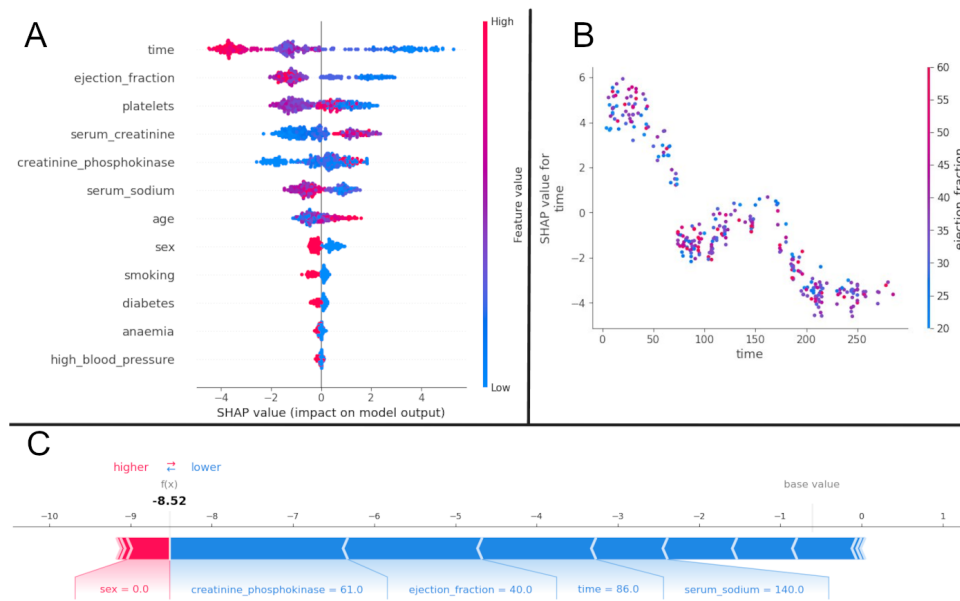 A
High
time
ejection_fraction
platelets
serum_creatinine
creatinine_phosphokinase
serum_sodium
age
sex
smoking
diabetes
anaemia
high_blood_pressure
Feature value
Low
−4 −2 0 2 4
SHAP value (impact on model output)
B
6
4
2
0
−2
−4
SHAP value for
time
0 50 100 150 200 250
time
60
55
50
45
40
35
30
25
20
ejection_fraction
C
higher lower
f(x) base value
-8.52
−10 −9 −8 −7 −6 −5 −4 −3 −2 −1 0 1
sex = 0.0 creatinine_phosphokinase = 61.0 ejection_fraction = 40.0 time = 86.0 serum_sodium = 140.0